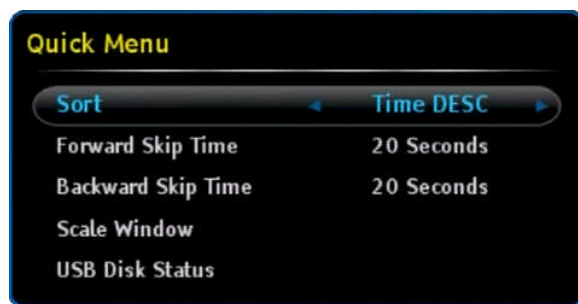 Quick Menu
Sort Time DESC
Forward Skip Time 20 Seconds
Backward Skip Time 20 Seconds
Scale Window
USB Disk Status